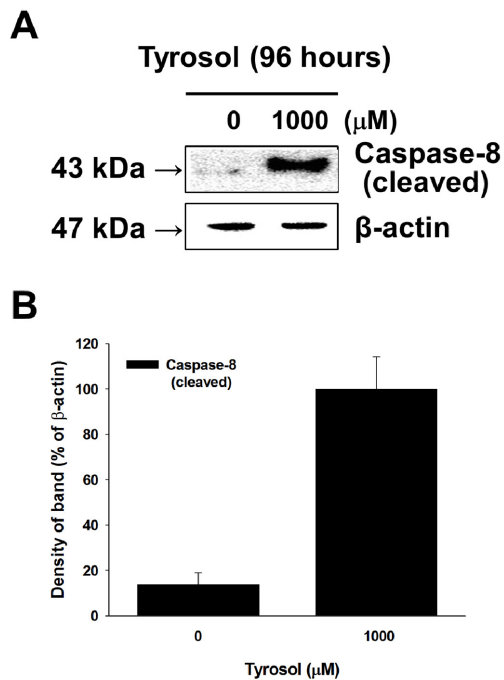 A
Tyrosol (96 hours)
0 1000 (μM)
43 kDa → Caspase-8
(cleaved)
47 kDa → β-actin
B
120
100
80
60
40
20
0
Density of band (% of β-actin)
Caspase-8
(cleaved)
0 1000
Tyrosol (μM)